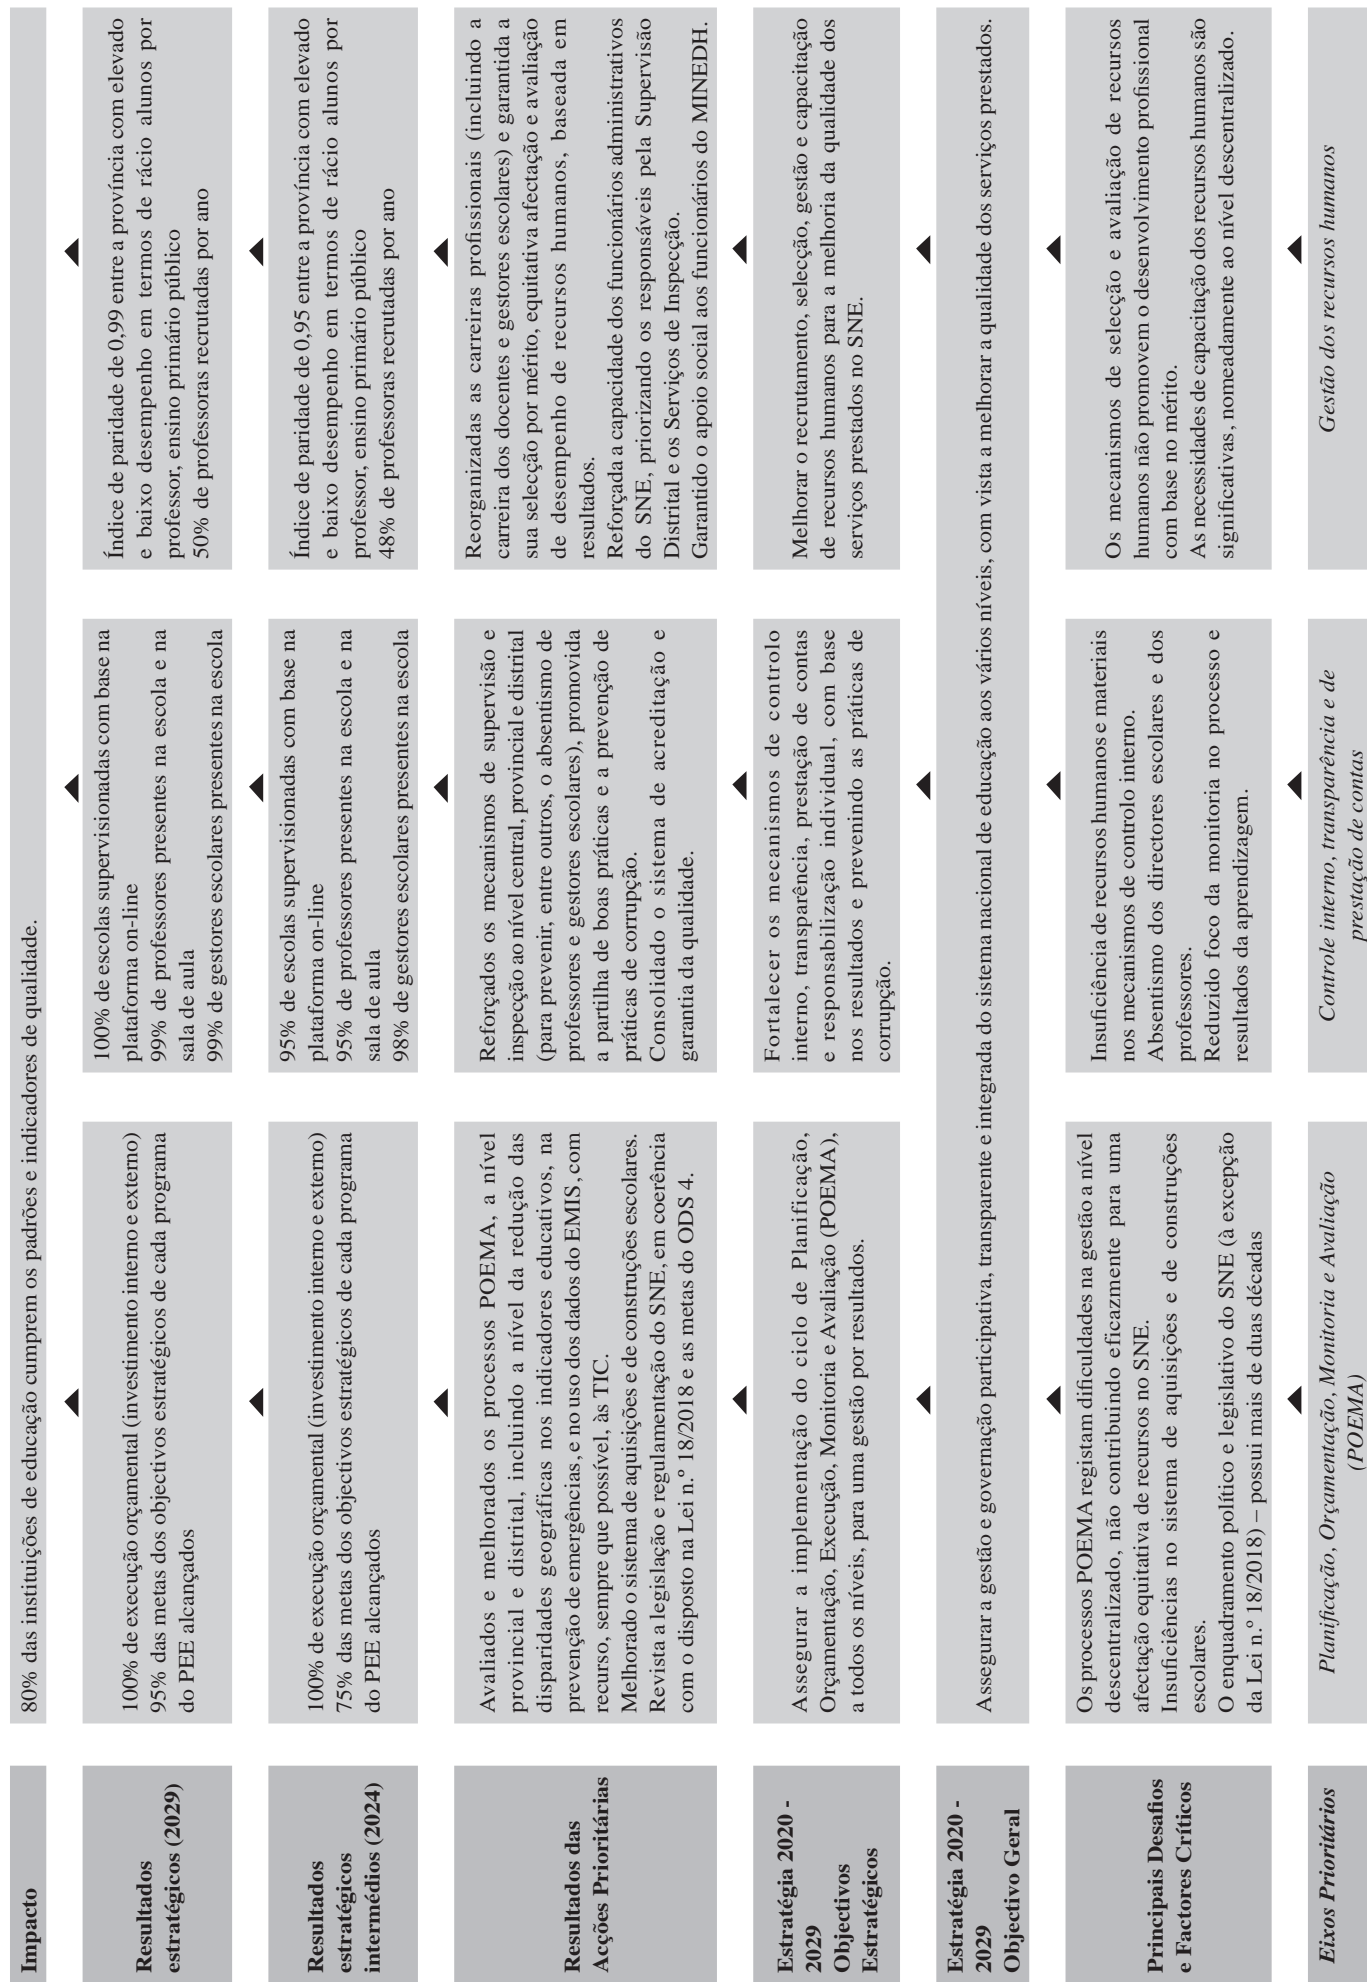 Impacto
80% das instituições de educação cumprem os padrões e indicadores de qualidade.
Resultados
estratégicos (2029)
100% de execução orçamental (investimento interno e externo)
95% das metas dos objectivos estratégicos de cada programa
do PEE alcançados
100% de escolas supervisionadas com base na
plataforma on-line
99% de professores presentes na escola e na
sala de aula
99% de gestores escolares presentes na escola
Índice de paridade de 0,99 entre a província com elevado
e baixo desempenho em termos de rácio alunos por
professor, ensino primário público
50% de professoras recrutadas por ano
Resultados
estratégicos
intermédios (2024)
100% de execução orçamental (investimento interno e externo)
75% das metas dos objectivos estratégicos de cada programa
do PEE alcançados
95% de escolas supervisionadas com base na
plataforma on-line
95% de professores presentes na escola e na
sala de aula
98% de gestores escolares presentes na escola
Índice de paridade de 0,95 entre a província com elevado
e baixo desempenho em termos de rácio alunos por
professor, ensino primário público
48% de professoras recrutadas por ano
Resultados das
Acções Prioritárias
Avaliados e melhorados os processos POEMA, a nível
provincial e distrital, incluindo a nível da redução das
disparidades geográficas nos indicadores educativos, na
prevenção de emergências, e no uso dos dados do EMIS, com
recurso, sempre que possível, às TIC.
Melhorado o sistema de aquisições e de construções escolares.
Revista a legislação e regulamentação do SNE, em coerência
com o disposto na Lei n.º 18/2018 e as metas do ODS 4.
Reforçados os mecanismos de supervisão e
inspecção ao nível central, provincial e distrital
(para prevenir, entre outros, o absentismo de
professores e gestores escolares), promovida
a partilha de boas práticas e a prevenção de
práticas de corrupção.
Consolidado o sistema de acreditação e
garantia da qualidade.
Reorganizadas as carreiras profissionais (incluindo a
carreira dos docentes e gestores escolares) e garantida a
sua selecção por mérito, equitativa afectação e avaliação
de desempenho de recursos humanos, baseada em
resultados.
Reforçada a capacidade dos funcionários administrativos
do SNE, priorizando os responsáveis pela Supervisão
Distrital e os Serviços de Inspecção.
Garantido o apoio social aos funcionários do MINEDH.
Estratégia 2020 -
2029
Objectivos
Estratégicos
Assegurar a implementação do ciclo de Planificação,
Orçamentação, Execução, Monitoria e Avaliação (POEMA),
a todos os níveis, para uma gestão por resultados.
Fortalecer os mecanismos de controlo
interno, transparência, prestação de contas
e responsabilização individual, com base
nos resultados e prevenindo as práticas de
corrupção.
Melhorar o recrutamento, selecção, gestão e capacitação
de recursos humanos para a melhoria da qualidade dos
serviços prestados no SNE.
Estratégia 2020 -
2029
Objectivo Geral
Assegurar a gestão e governação participativa, transparente e integrada do sistema nacional de educação aos vários níveis, com vista a melhorar a qualidade dos serviços prestados.
Principais Desafios
e Factores Críticos
Os processos POEMA registam dificuldades na gestão a nível
descentralizado, não contribuindo eficazmente para uma
afectação equitativa de recursos no SNE.
Insuficiências no sistema de aquisições e de construções
escolares.
O enquadramento político e legislativo do SNE (à excepção
da Lei n.º 18/2018) – possui mais de duas décadas
Insuficiência de recursos humanos e materiais
nos mecanismos de controlo interno.
Absentismo dos directores escolares e dos
professores.
Reduzido foco da monitoria no processo e
resultados da aprendizagem.
Os mecanismos de selecção e avaliação de recursos
humanos não promovem o desenvolvimento profissional
com base no mérito.
As necessidades de capacitação dos recursos humanos são
significativas, nomeadamente ao nível descentralizado.
Eixos Prioritários
Planificação, Orçamentação, Monitoria e Avaliação
(POEMA)
Controle interno, transparência e de
prestação de contas
Gestão dos recursos humanos